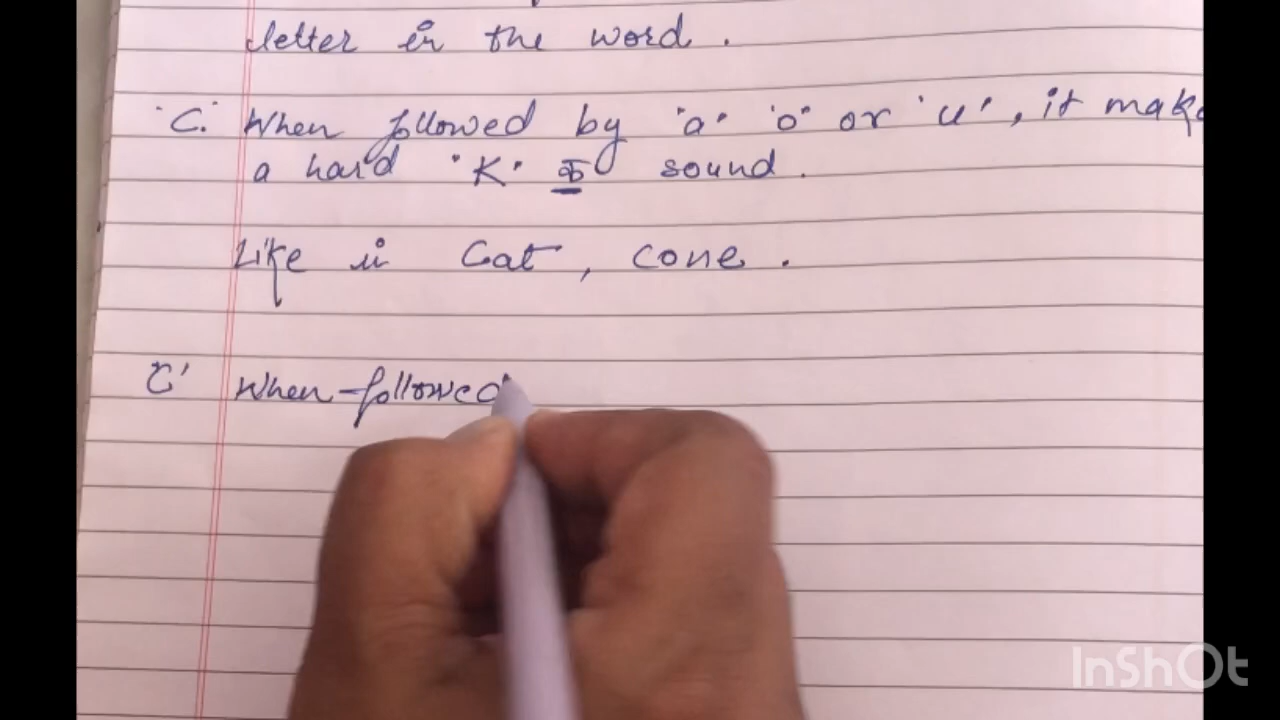 letter in the word .
"C." When followed by "a" "o" or 'u', it make
a hard "K" क sound .
Like in Cat , cone .
'C' When followed
InShOt